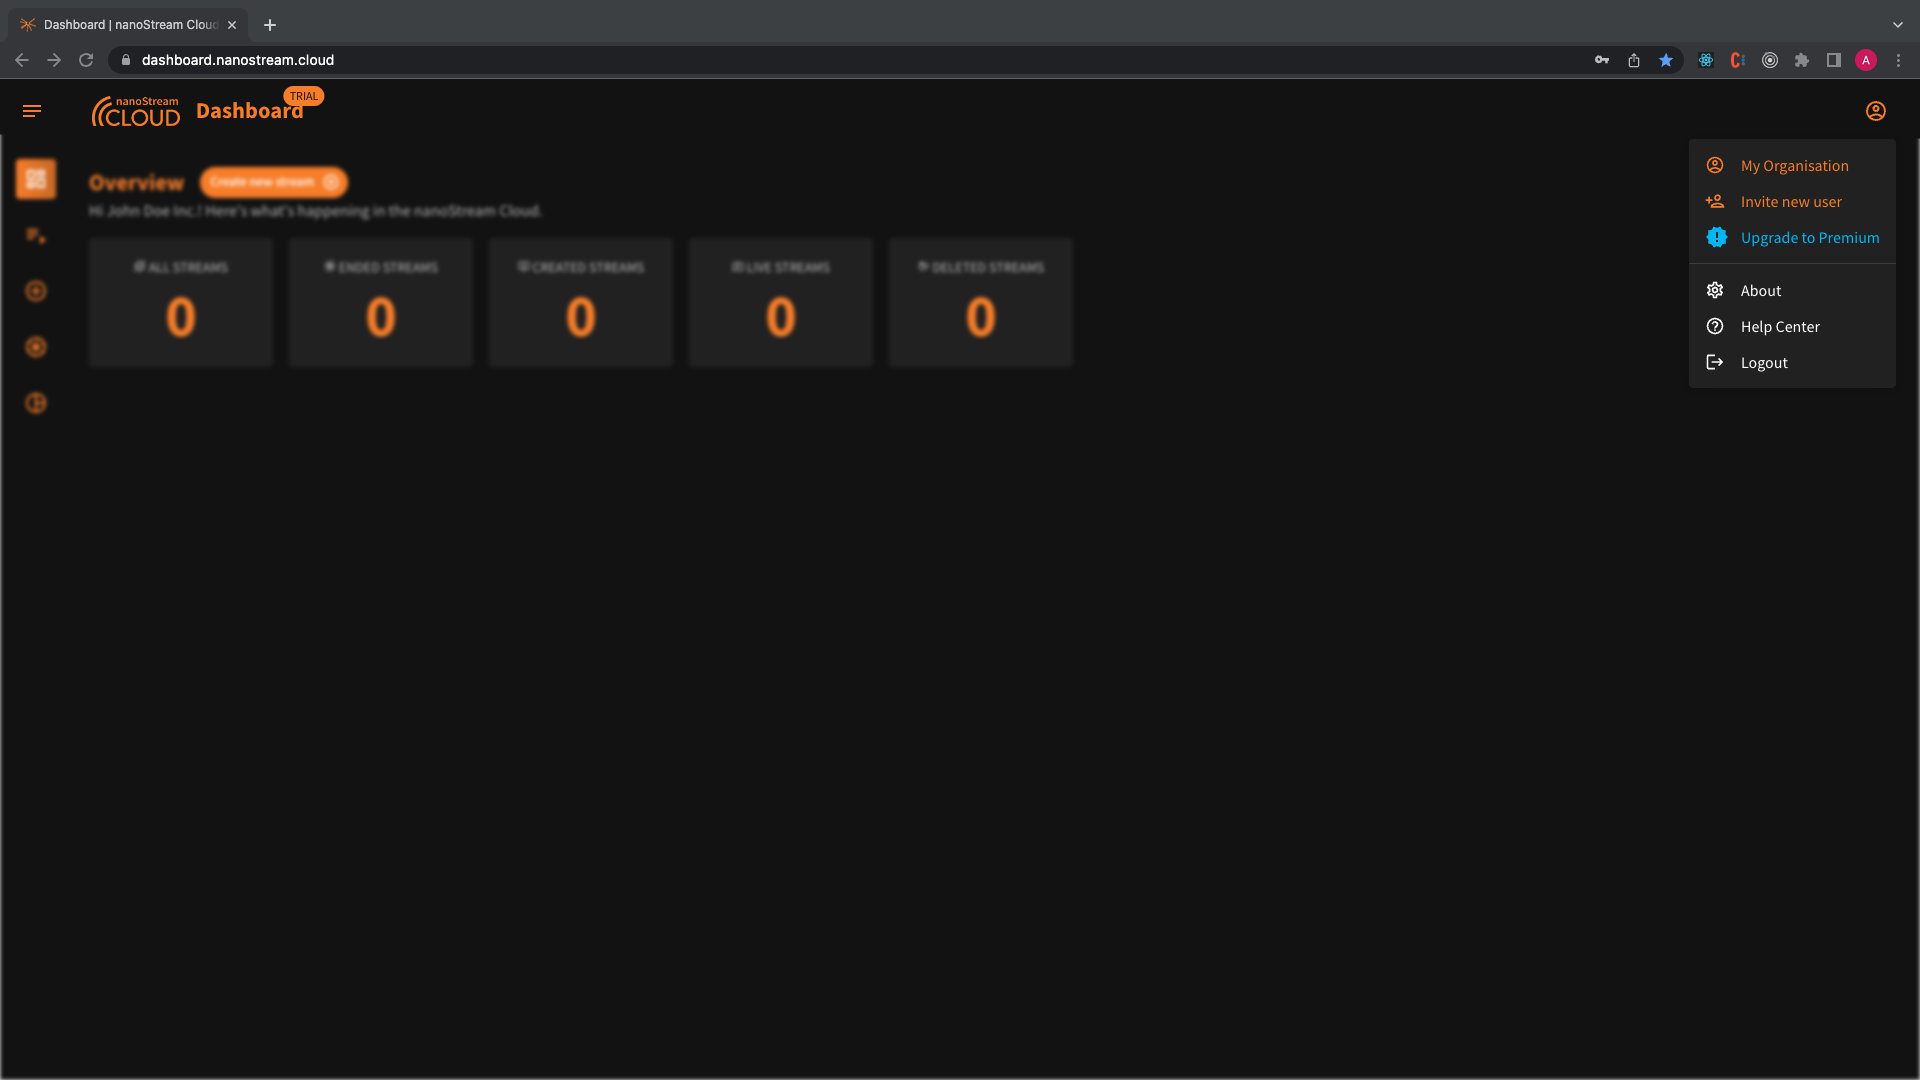 Dashboard | nanoStream Cloud
dashboard.nanostream.cloud
A
nanoStream
CLOUD
Dashboard
TRIAL
Overview
Create new stream
Hi John Doe Inc.! Here's what's happening in the nanoStream Cloud.
ALL STREAMS
ENDED STREAMS
CREATED STREAMS
LIVE STREAMS
DELETED STREAMS
0
0
0
0
0
My Organisation
Invite new user
Upgrade to Premium
About
Help Center
Logout